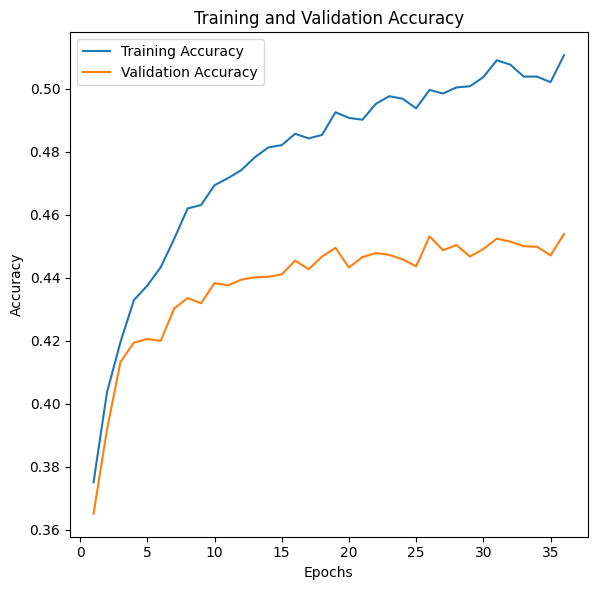 Training and Validation Accuracy
Training Accuracy
Validation Accuracy
0.50
0.48
0.46
0.44
0.42
0.40
0.38
0.36
Accuracy
0 5 10 15 20 25 30 35
Epochs